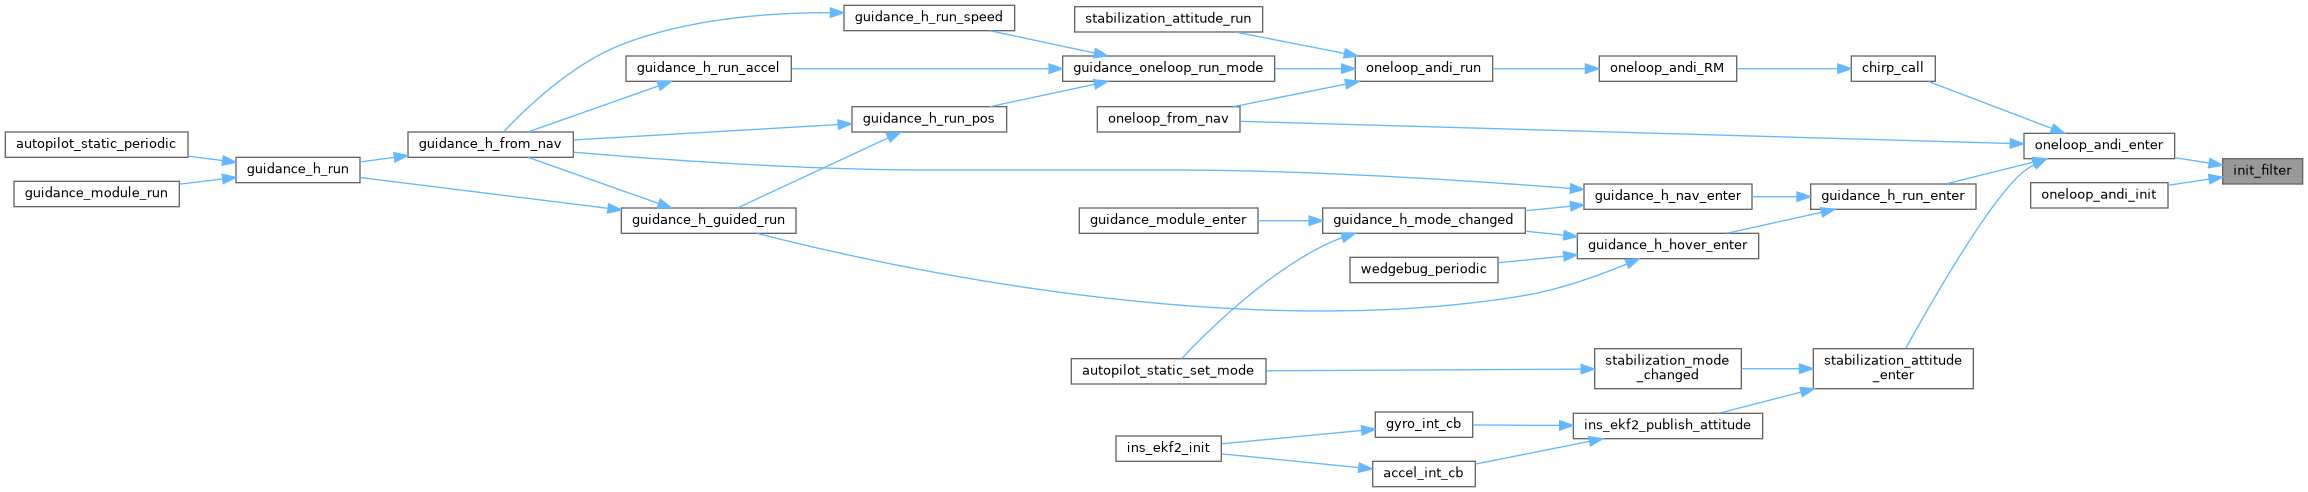 guidance_h_run_speed
stabilization_attitude_run
guidance_h_run_accel
guidance_oneloop_run_mode
oneloop_andi_run
oneloop_andi_RM
chirp_call
guidance_h_run_pos
oneloop_from_nav
autopilot_static_periodic
guidance_h_from_nav
oneloop_andi_enter
guidance_h_run
init_filter
guidance_module_run
guidance_h_nav_enter
guidance_h_run_enter
oneloop_andi_init
guidance_h_guided_run
guidance_module_enter
guidance_h_mode_changed
guidance_h_hover_enter
wedgebug_periodic
autopilot_static_set_mode
stabilization_mode
_changed
stabilization_attitude
_enter
gyro_int_cb
ins_ekf2_publish_attitude
ins_ekf2_init
accel_int_cb